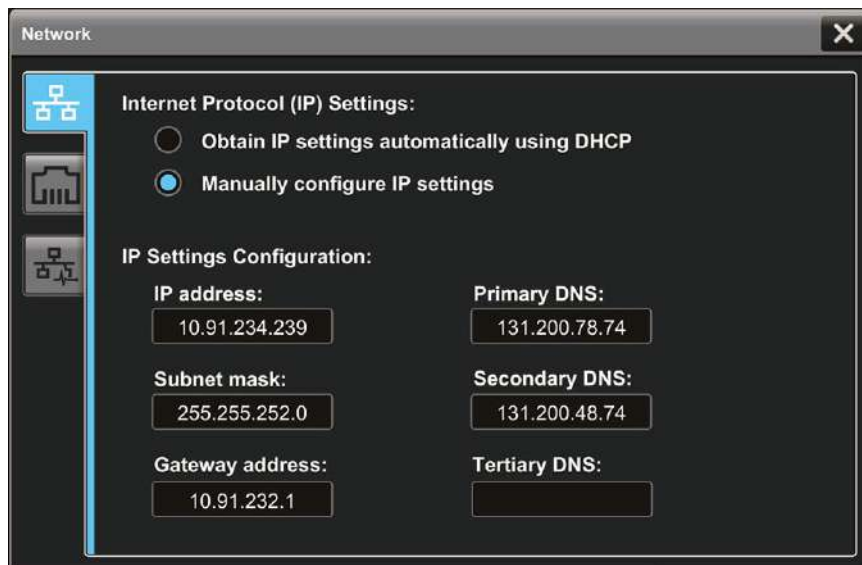 Network
Internet Protocol (IP) Settings:
Obtain IP settings automatically using DHCP
Manually configure IP settings
IP Settings Configuration:
IP address:
10.91.234.239
Primary DNS:
131.200.78.74
Subnet mask:
255.255.252.0
Secondary DNS:
131.200.48.74
Gateway address:
10.91.232.1
Tertiary DNS: